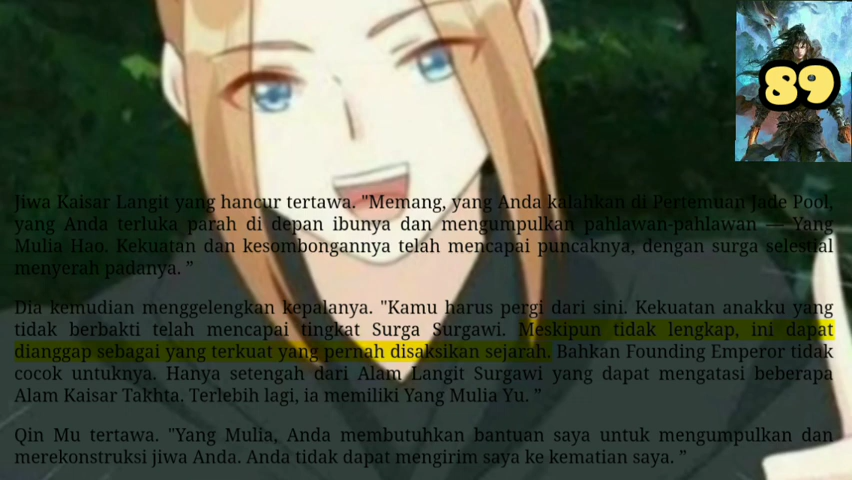 89
Jiwa Kaisar Langit yang hancur tertawa. "Memang, yang Anda kalahkan di Pertemuan Jade Pool,
yang Anda terluka parah di depan ibunya dan mengumpulkan pahlawan-pahlawan — Yang
Mulia Hao. Kekuatan dan kesombongannya telah mencapai puncaknya, dengan surga selestial
menyerah padanya. ”
Dia kemudian menggelengkan kepalanya. "Kamu harus pergi dari sini. Kekuatan anakku yang
tidak berbakti telah mencapai tingkat Surga Surgawi. Meskipun tidak lengkap, ini dapat
dianggap sebagai yang terkuat yang pernah disaksikan sejarah. Bahkan Founding Emperor tidak
cocok untuknya. Hanya setengah dari Alam Langit Surgawi yang dapat mengatasi beberapa
Alam Kaisar Takhta. Terlebih lagi, ia memiliki Yang Mulia Yu. ”
Qin Mu tertawa. "Yang Mulia, Anda membutuhkan bantuan saya untuk mengumpulkan dan
merekonstruksi jiwa Anda. Anda tidak dapat mengirim saya ke kematian saya. ”